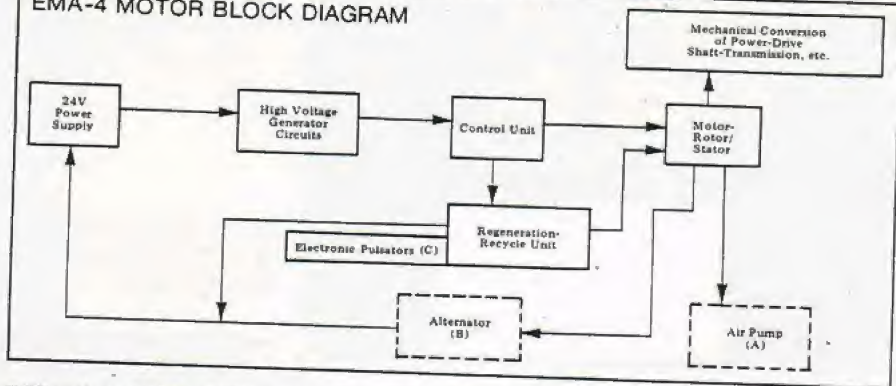 EMA-4 MOTOR BLOCK DIAGRAM
Mechanical Conversion
of Power-Drive
Shaft-Transmission, etc.
24V
Power
Supply
High Voltage
Generator
Circuits
Control Unit
Motor-
Rotor/
Stator
Electronic Pulsators (C)
Regeneration-
Recycle Unit
Alternator
(B)
Air Pump
(A)